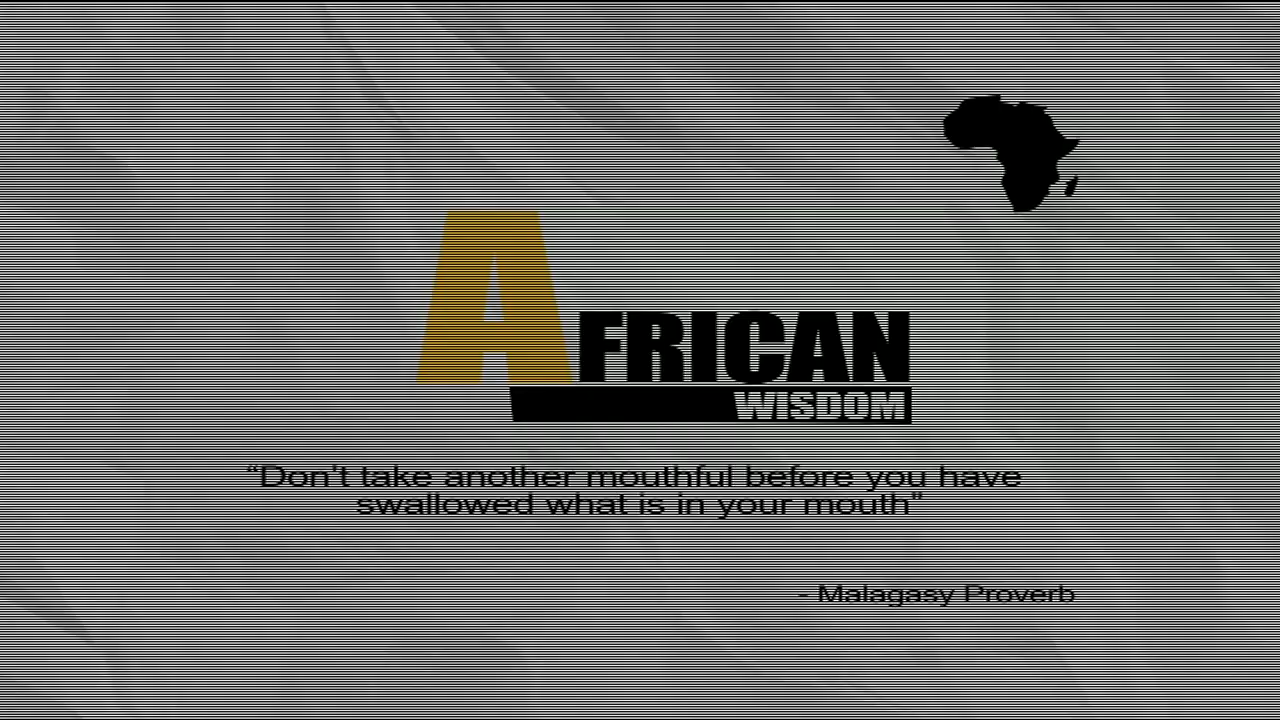 AFRICAN
WISDOM
“Don't take another mouthful before you have
swallowed what is in your mouth"
- Malagasy Proverb